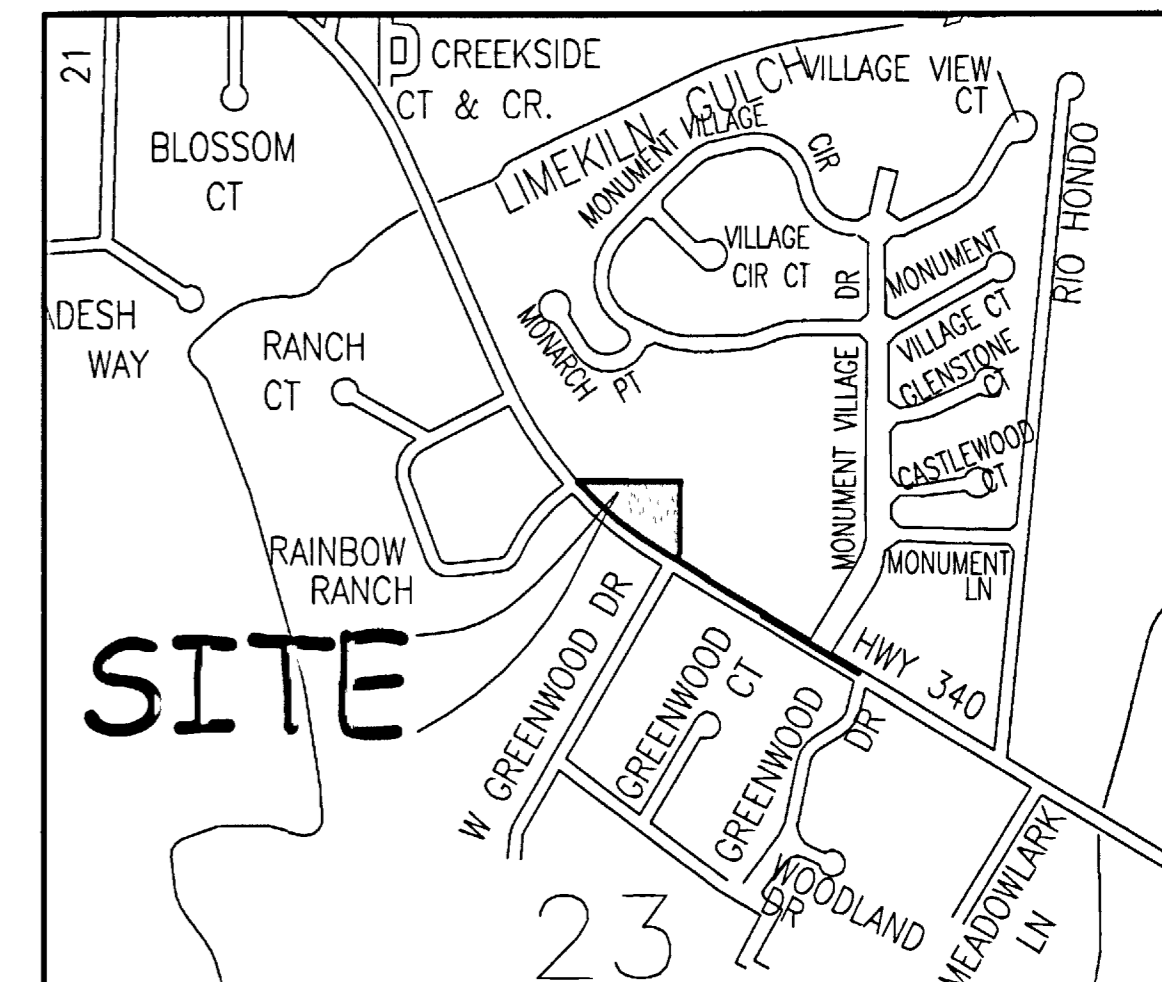 21
CREEKSIDE
CT & CR.
BLOSSOM
CT
LIMEKILN GULCH
VILLAGE VIEW
CT
MONUMENT VILLAGE CIR
VILLAGE
CIR CT
RIO HONDO
MONUMENT
VILLAGE CT
GLENSTONE
CT
CASTLEWOOD
CT
MONUMENT VILLAGE DR
MONUMENT
LN
MONARCH PT
ADESH
WAY
RANCH
CT
RAINBOW
RANCH
SITE
W GREENWOOD DR
GREENWOOD
CT
GREENWOOD
DR
HWY 340
WOODLAND
DR
MEADOWLARK
LN
23